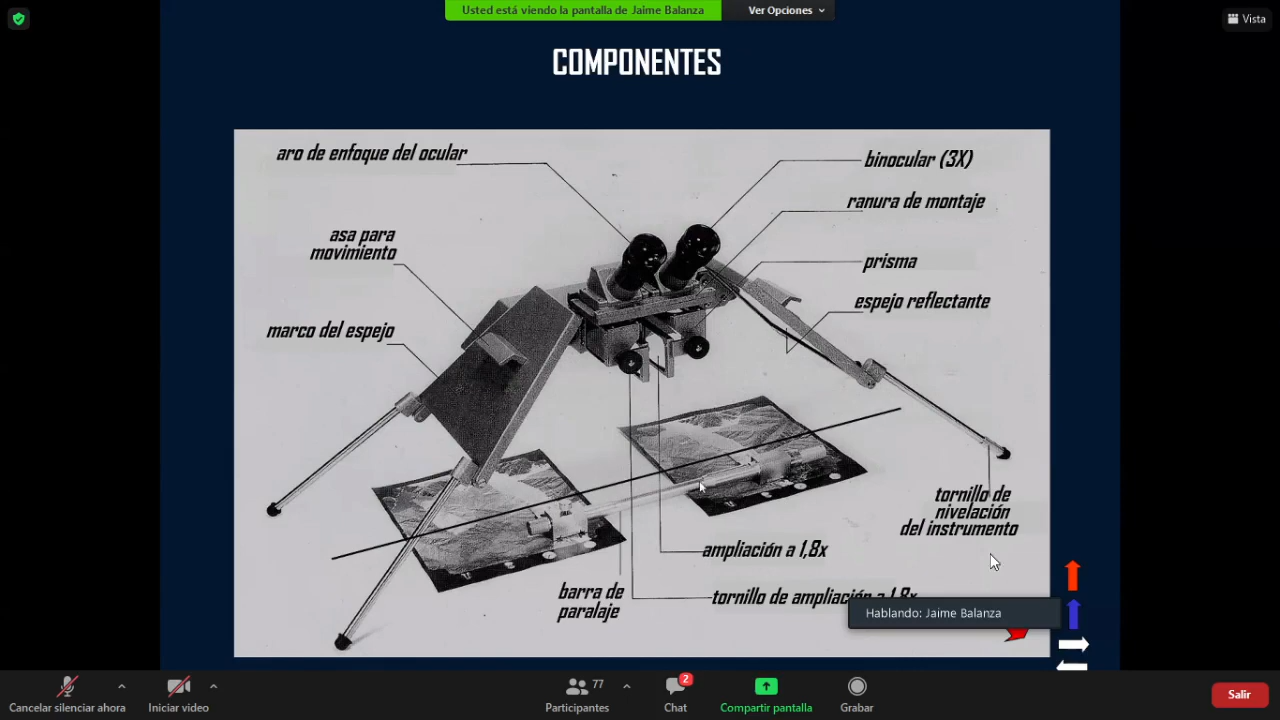 Usted está viendo la pantalla de Jaime Balanza
Ver Opciones
Vista
COMPONENTES
aro de enfoque del ocular
binocular (3X)
ranura de montaje
asa para
movimiento
prisma
espejo reflectante
marco del espejo
tornillo de
nivelación
del instrumento
ampliación a 1,8x
barra de
paralaje
tornillo de ampliación a 1,8x
Hablando: Jaime Balanza
Cancelar silenciar ahora
Iniciar video
77
Participantes
2
Chat
Compartir pantalla
Grabar
Salir